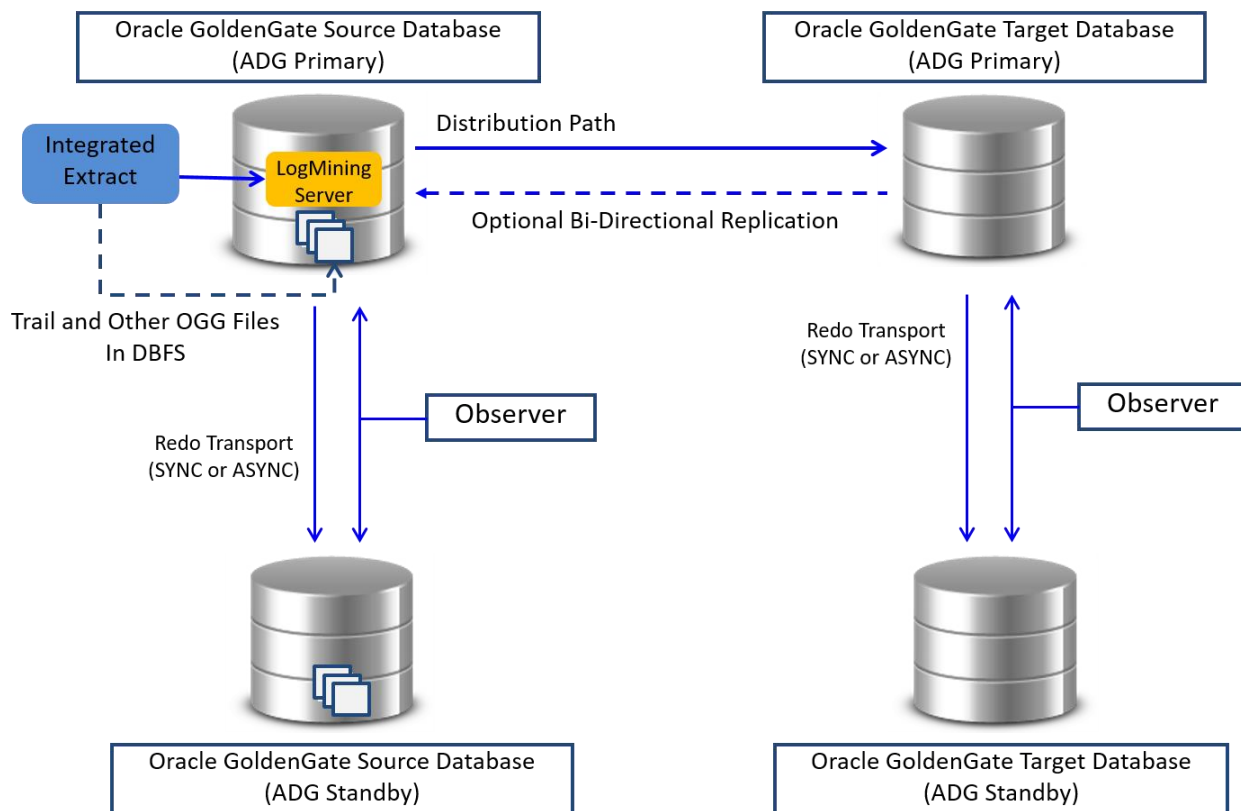 Oracle GoldenGate Source Database
(ADG Primary)
Oracle GoldenGate Target Database
(ADG Primary)
Integrated
Extract
LogMining
Server
Distribution Path
Optional Bi-Directional Replication
Trail and Other OGG Files
In DBFS
Redo Transport
(SYNC or ASYNC)
Observer
Redo Transport
(SYNC or ASYNC)
Observer
Oracle GoldenGate Source Database
(ADG Standby)
Oracle GoldenGate Target Database
(ADG Standby)